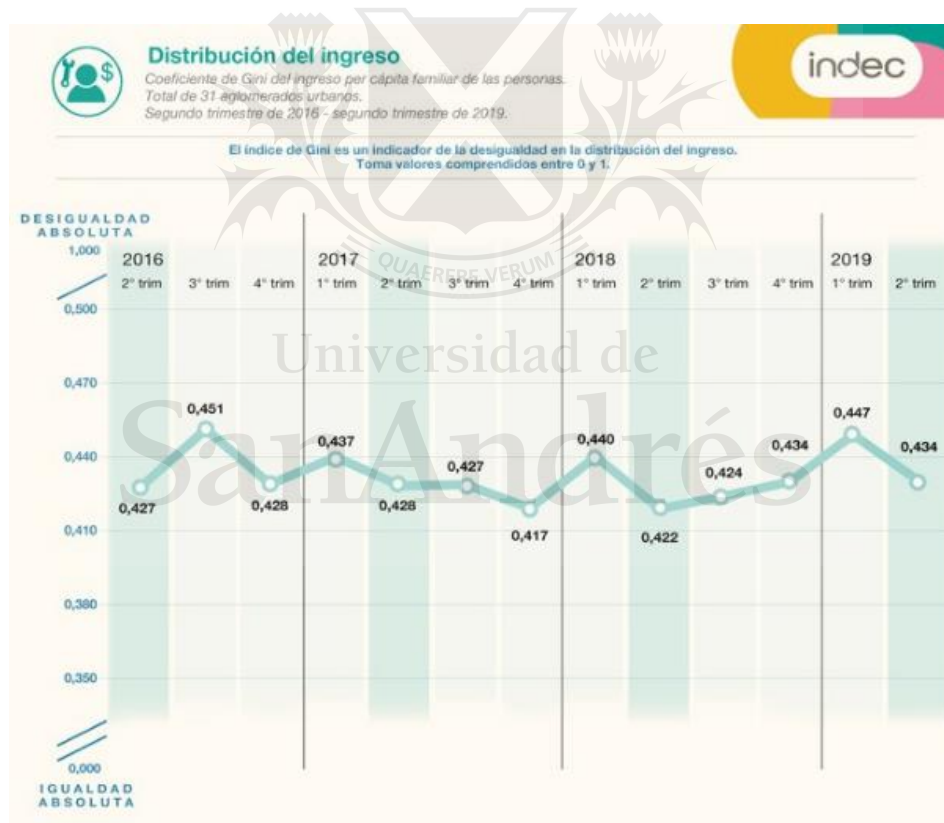 Distribución del ingreso
Coeficiente de Gini del ingreso per cápita familiar de las personas.
Total de 31 aglomerados urbanos.
Segundo trimestre de 2016 - segundo trimestre de 2019.
indec
$
El índice de Gini es un indicador de la desigualdad en la distribución del ingreso.
Toma valores comprendidos entre 0 y 1.
DESIGUALDAD
ABSOLUTA
1,000
2016 2017 2018 2019
2° trim 3° trim 4° trim 1° trim 2° trim 3° trim 4° trim 1° trim 2° trim 3° trim 4° trim 1° trim 2° trim
QUAERERE VERUM
0,500
Universidad de
SanAndrés
0,470
0,451
0,447
0,437
0,440
0,434
0,434
0,440
0,427
0,424
0,427
0,428
0,428
0,417
0,422
0,410
0,380
0,350
0,000
IGUALDAD
ABSOLUTA